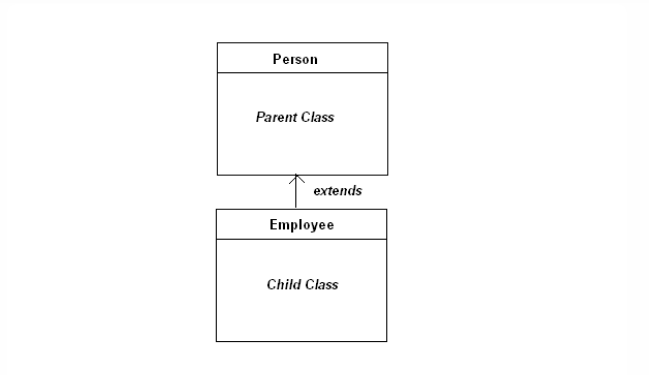 Person
Parent Class
extends
Employee
Child Class